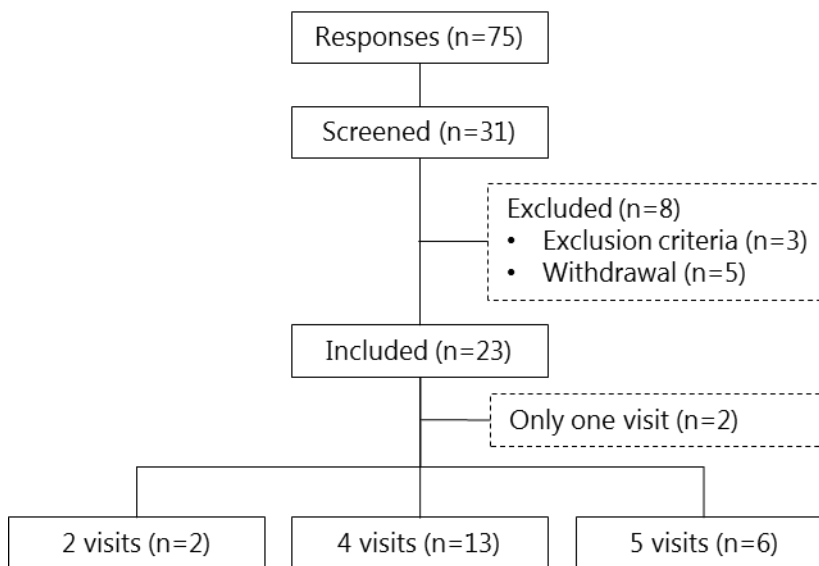 Responses (n=75)
Screened (n=31)
Excluded (n=8)
• Exclusion criteria (n=3)
• Withdrawal (n=5)
Included (n=23)
Only one visit (n=2)
2 visits (n=2)
4 visits (n=13)
5 visits (n=6)